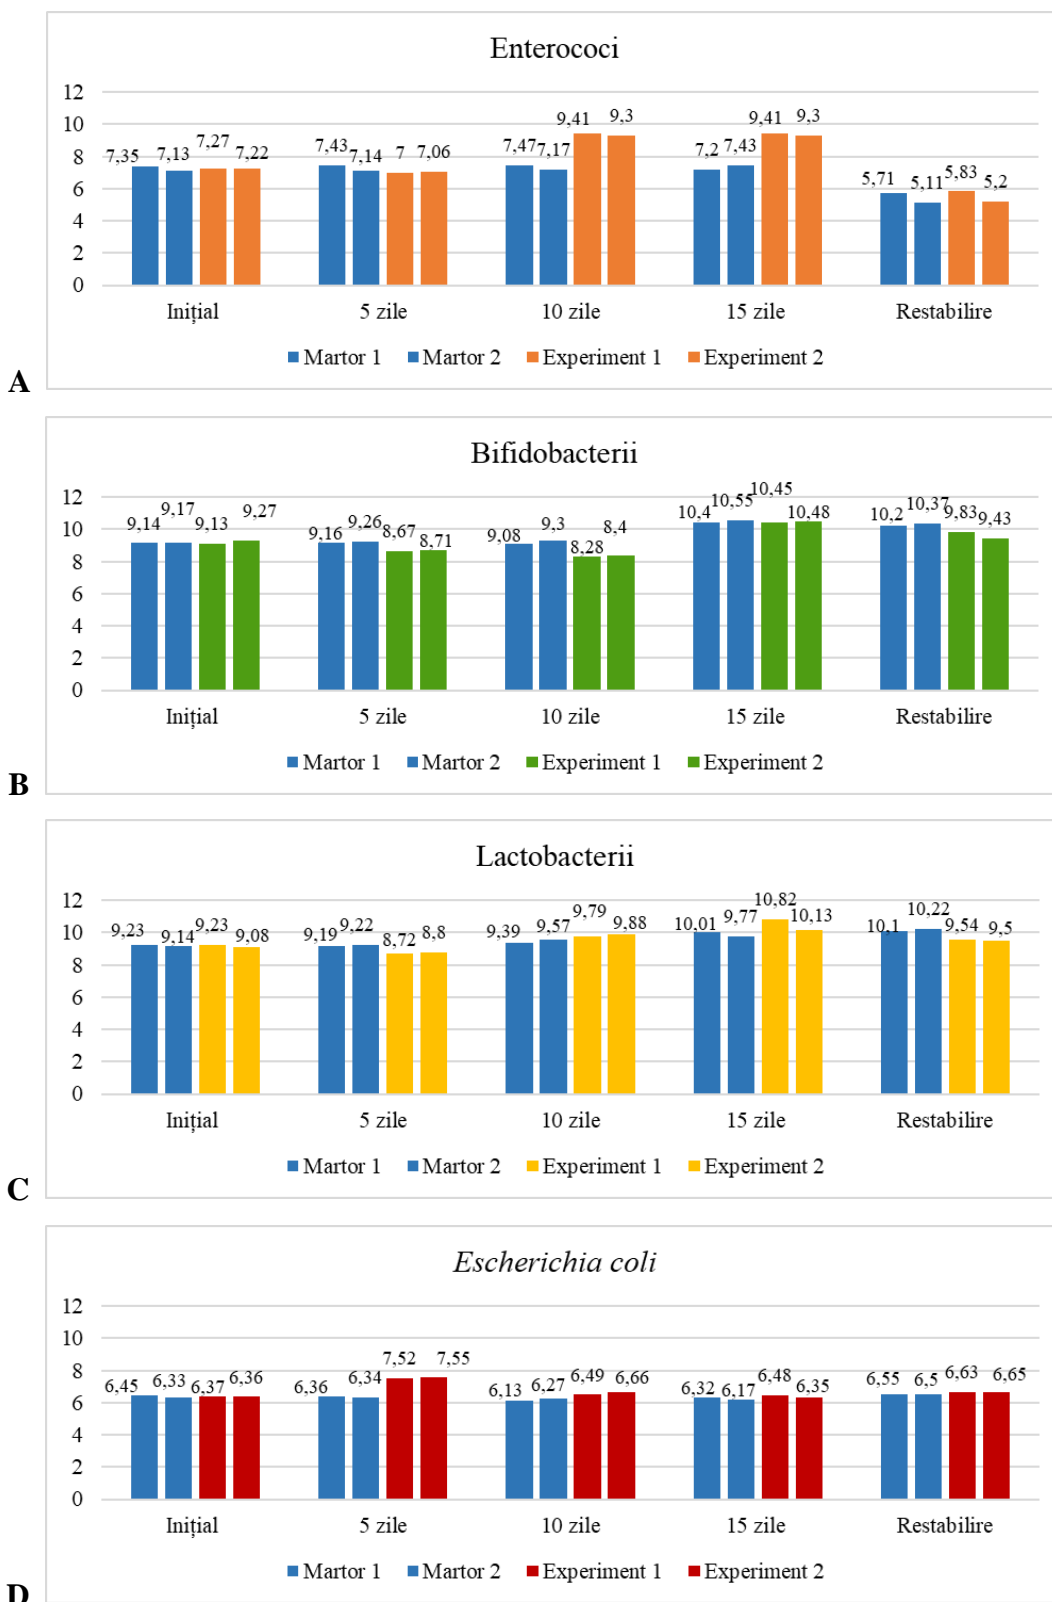 Enterococi
12
10
8
6
4
2
0
7,35 7,13 7,27 7,22
7,43 7,14 7 7,06
7,47 7,17 9,41 9,3
7,2 7,43 9,41 9,3
5,71 5,11 5,83 5,2
Inițial 5 zile 10 zile 15 zile Restabilire
Martor 1 Martor 2 Experiment 1 Experiment 2
A
Bifidobacterii
12
10
8
6
4
2
0
9,14 9,17 9,13 9,27
9,16 9,26 8,67 8,71
9,08 9,3 8,28 8,4
10,4 10,55 10,45 10,48
10,2 10,37 9,83 9,43
Inițial 5 zile 10 zile 15 zile Restabilire
Martor 1 Martor 2 Experiment 1 Experiment 2
B
Lactobacterii
12
10
8
6
4
2
0
9,23 9,14 9,23 9,08
9,19 9,22 8,72 8,8
9,39 9,57 9,79 9,88
10,01 9,77 10,82 10,13
10,1 10,22 9,54 9,5
Inițial 5 zile 10 zile 15 zile Restabilire
Martor 1 Martor 2 Experiment 1 Experiment 2
C
Escherichia coli
12
10
8
6
4
2
0
6,45 6,33 6,37 6,36
6,36 6,34 7,52 7,55
6,13 6,27 6,49 6,66
6,32 6,17 6,48 6,35
6,55 6,5 6,63 6,65
Inițial 5 zile 10 zile 15 zile Restabilire
Martor 1 Martor 2 Experiment 1 Experiment 2
D